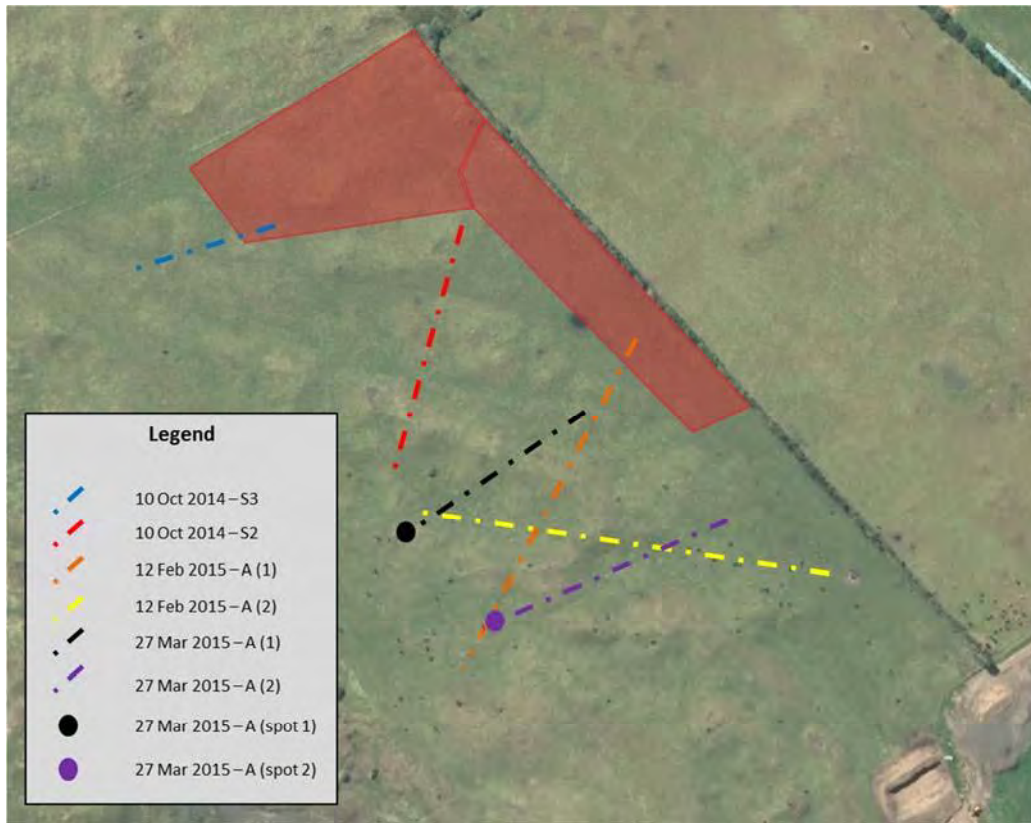 Legend
10 Oct 2014 – S3
10 Oct 2014 – S2
12 Feb 2015 – A (1)
12 Feb 2015 – A (2)
27 Mar 2015 – A (1)
27 Mar 2015 – A (2)
27 Mar 2015 – A (spot 1)
27 Mar 2015 – A (spot 2)